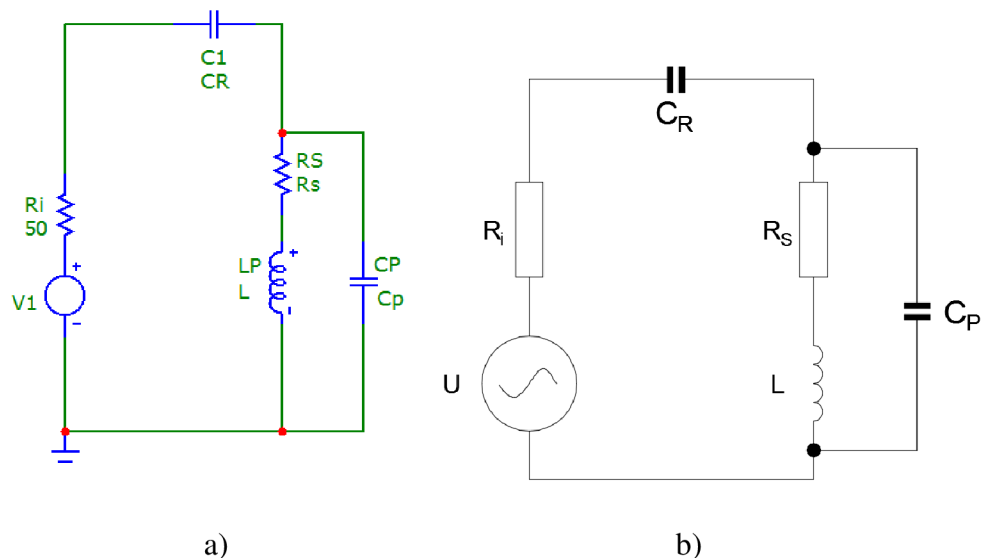 C1
CR
RS
Rs
Ri
50
LP
L
CP
Cp
+
V1
+
-
-
a)
CR
Ri
RS
CP
U
L
b)